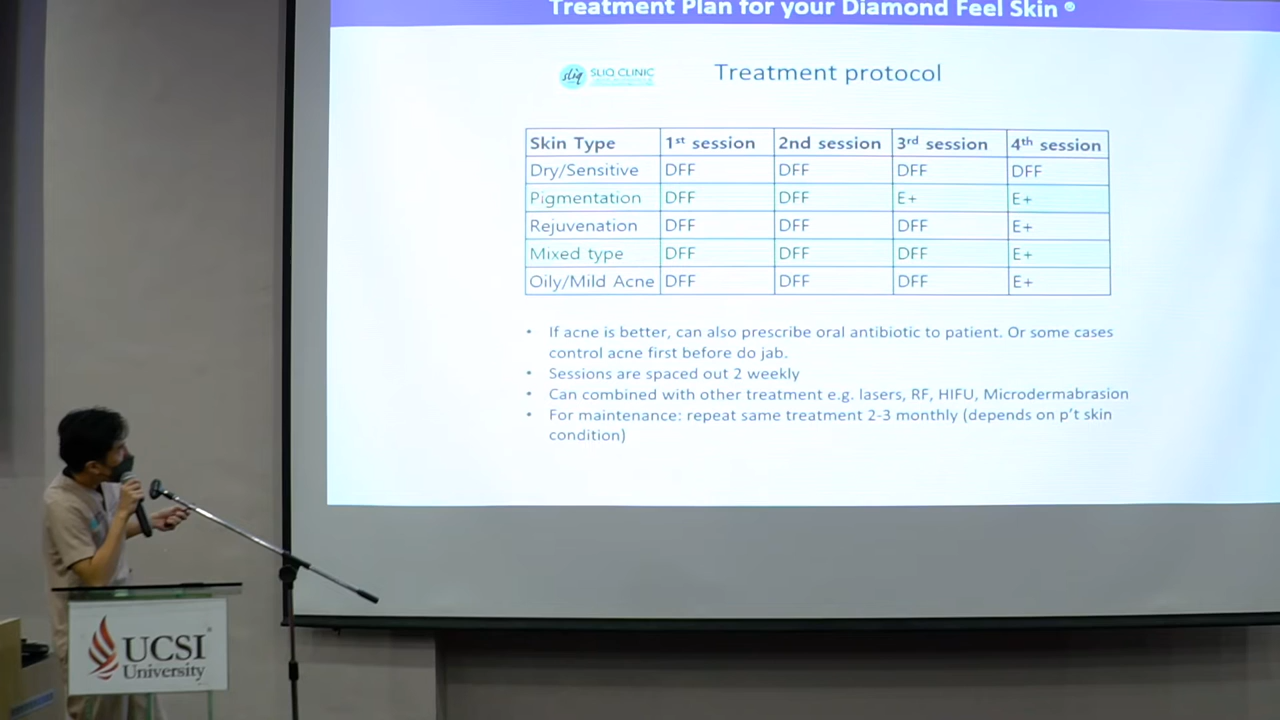 Treatment Plan for your Diamond Feel Skin ®
sliq SLIQ CLINIC
Treatment protocol
Skin Type 1st session 2nd session 3rd session 4th session
Dry/Sensitive DFF DFF DFF DFF
Pigmentation DFF DFF E+ E+
Rejuvenation DFF DFF DFF E+
Mixed type DFF DFF DFF E+
Oily/Mild Acne DFF DFF DFF E+
• If acne is better, can also prescribe oral antibiotic to patient. Or some cases
control acne first before do jab.
• Sessions are spaced out 2 weekly
• Can combined with other treatment e.g. lasers, RF, HIFU, Microdermabrasion
• For maintenance: repeat same treatment 2-3 monthly (depends on p't skin
condition)
UCSI
University